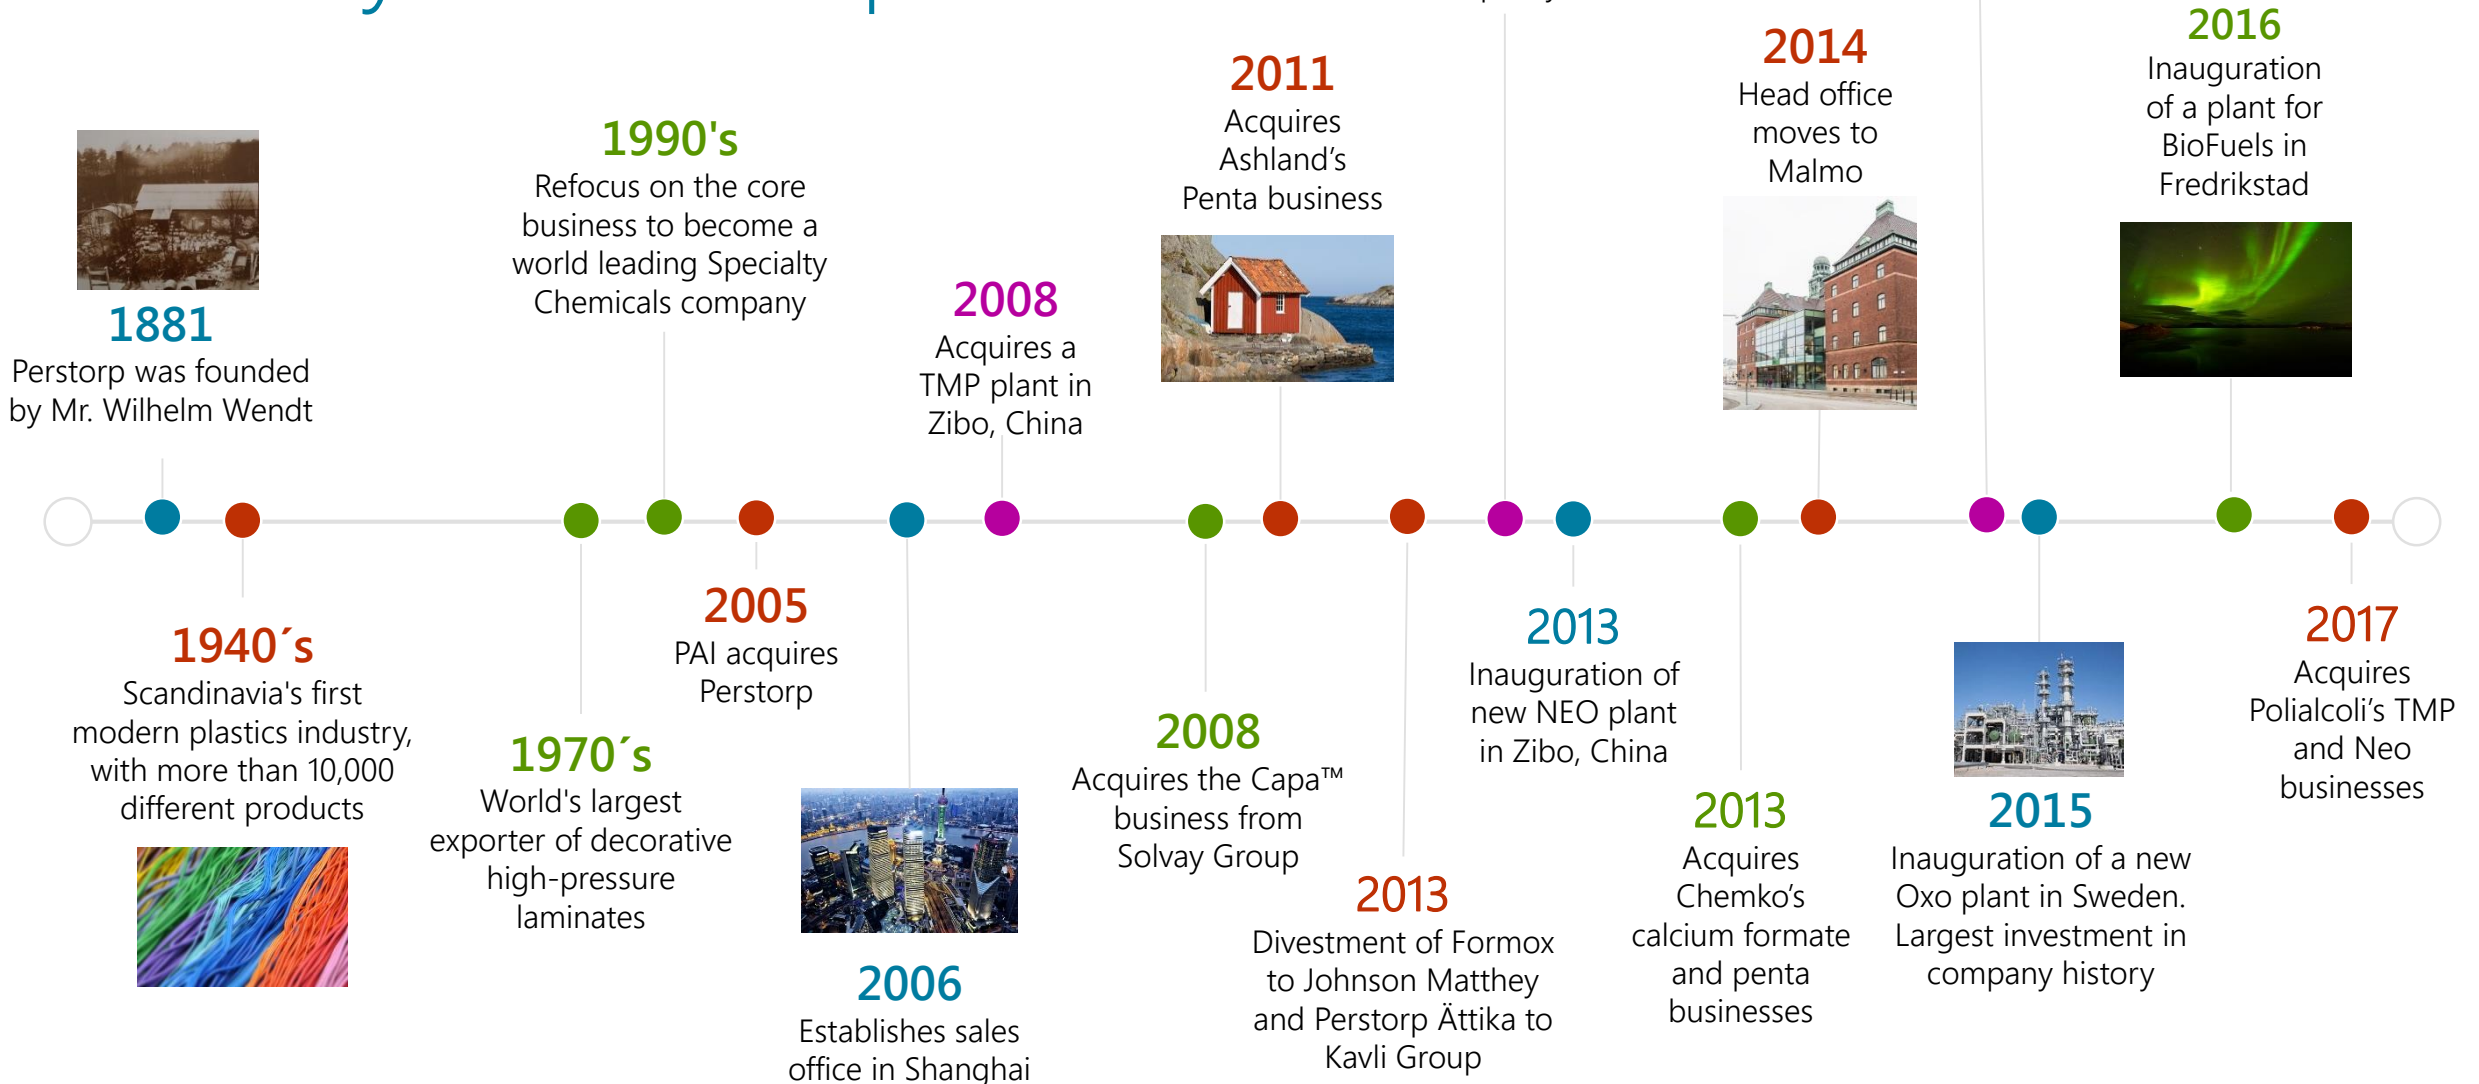 1881
Perstorp was founded
by Mr. Wilhelm Wendt
1940´s
Scandinavia's first
modern plastics industry,
with more than 10,000
different products
1970´s
World's largest
exporter of decorative
high-pressure
laminates
1990's
Refocus on the core
business to become a
world leading Specialty
Chemicals company
2005
PAI acquires
Perstorp
2006
Establishes sales
office in Shanghai
2008
Acquires a
TMP plant in
Zibo, China
2008
Acquires the Capa™
business from
Solvay Group
2011
Acquires
Ashland’s
Penta business
2013
Divestment of Formox
to Johnson Matthey
and Perstorp Ättika to
Kavli Group
2013
Inauguration of
new NEO plant
in Zibo, China
2013
Acquires
Chemko’s
calcium formate
and penta
businesses
2014
Head office
moves to
Malmo
2015
Inauguration of a new
Oxo plant in Sweden.
Largest investment in
company history
2016
Inauguration
of a plant for
BioFuels in
Fredrikstad
2017
Acquires
Polialcoli’s TMP
and Neo
businesses